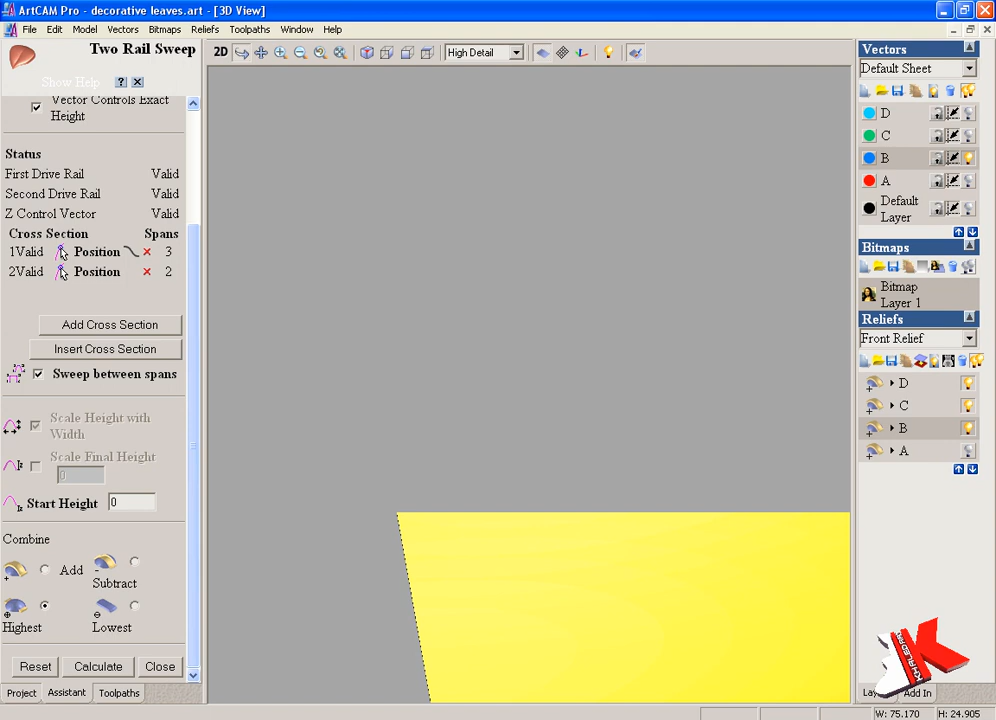 ArtCAM Pro - decorative leaves.art - [3D View]
File Edit Model Vectors Bitmaps Reliefs Toolpaths Window Help
Two Rail Sweep
Show Help ?
Vector Controls Exact
Height
Status
First Drive Rail Valid
Second Drive Rail Valid
Z Control Vector Valid
Cross Section Spans
1Valid Position 3
2Valid Position 2
Add Cross Section
Insert Cross Section
Sweep between spans
Scale Height with
Width
Scale Final Height
0
Start Height 0
Combine
Add
Subtract
Highest
Lowest
Reset Calculate Close
Project Assistant Toolpaths
2D High Detail
Vectors
Default Sheet
D
C
B
A
Default
Layer
Bitmaps
Bitmap
Layer 1
Reliefs
Front Relief
D
C
B
A
KHALEDARTCAM
Add In
W: 75.170 H: 24.905